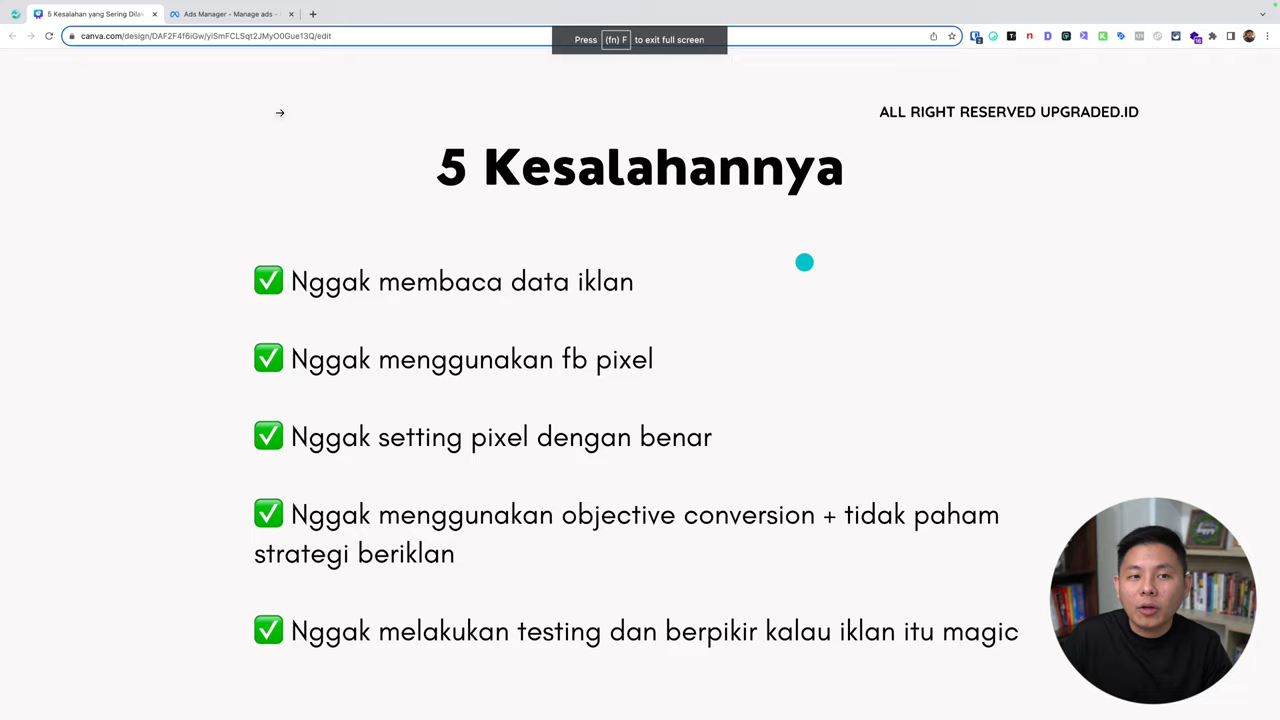 5 Kesalahan yang Sering Dilak
Ads Manager - Manage ads -
canva.com/design/DAF2F4f6iGw/yiSmFCLSqt2JMyO0Gue13Q/edit
Press (fn) F to exit full screen
ALL RIGHT RESERVED UPGRADED.ID
5 Kesalahannya
Nggak membaca data iklan
Nggak menggunakan fb pixel
Nggak setting pixel dengan benar
Nggak menggunakan objective conversion + tidak paham
strategi beriklan
Nggak melakukan testing dan berpikir kalau iklan itu magic